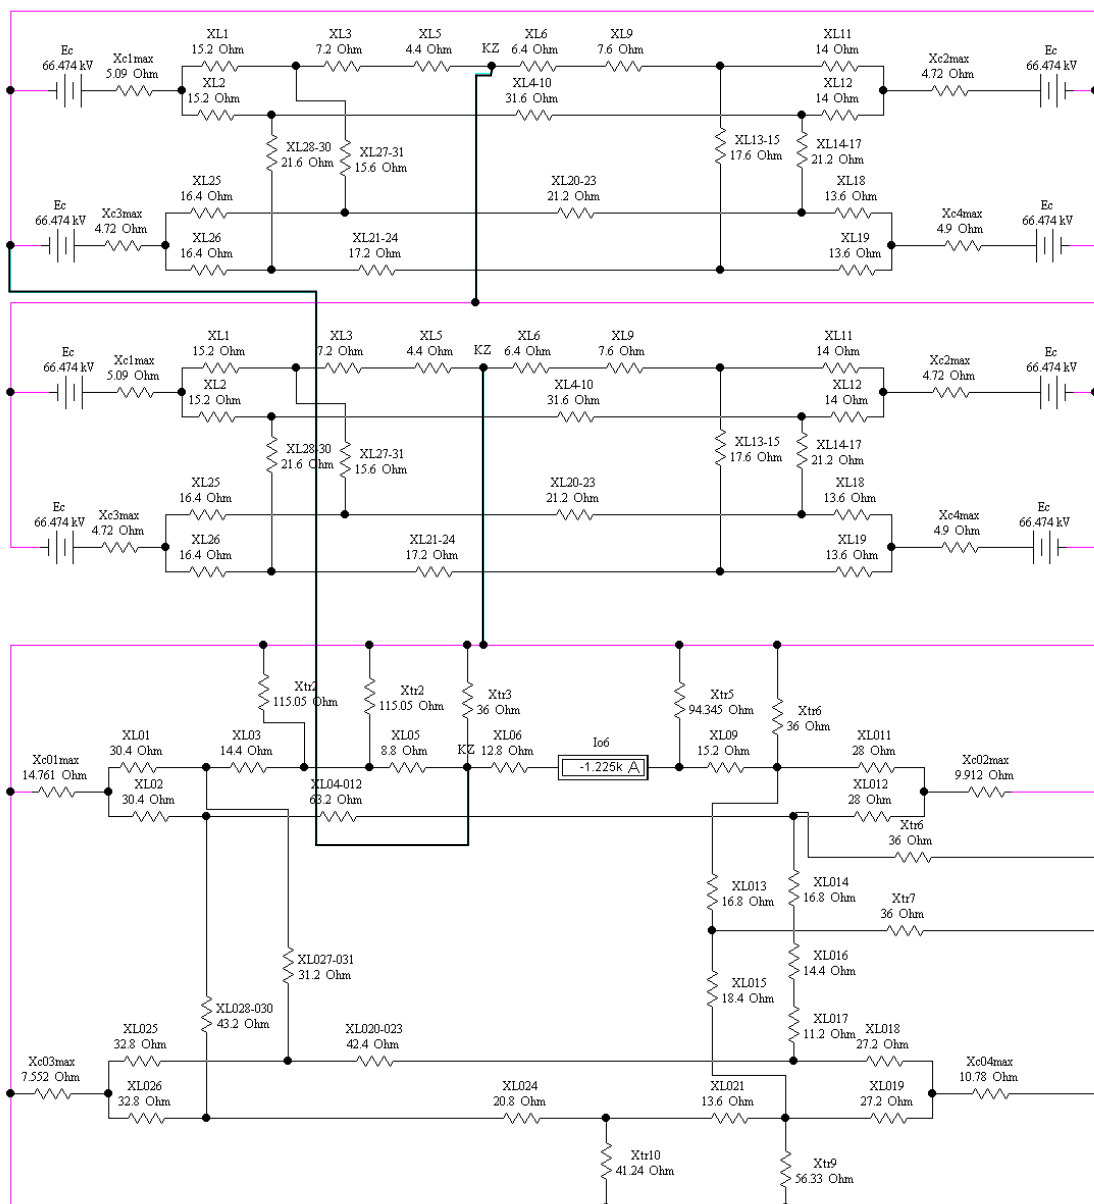 XL1
15.2 Ohm
XL3
7.2 Ohm
XL5
4.4 Ohm
KZ
XL6
6.4 Ohm
XL9
7.6 Ohm
XL11
14 Ohm
Ec
66.474 kV
Xc1max
5.09 Ohm
Xc2max
4.72 Ohm
Ec
66.474 kV
XL2
15.2 Ohm
XL4-10
31.6 Ohm
XL12
14 Ohm
XL28-30
21.6 Ohm
XL27-31
15.6 Ohm
XL13-15
17.6 Ohm
XL14-17
21.2 Ohm
XL25
16.4 Ohm
XL20-23
21.2 Ohm
XL18
13.6 Ohm
Ec
66.474 kV
Xc3max
4.72 Ohm
Xc4max
4.9 Ohm
Ec
66.474 kV
XL26
16.4 Ohm
XL21-24
17.2 Ohm
XL19
13.6 Ohm
XL1
15.2 Ohm
XL3
7.2 Ohm
XL5
4.4 Ohm
KZ
XL6
6.4 Ohm
XL9
7.6 Ohm
XL11
14 Ohm
Ec
66.474 kV
Xc1max
5.09 Ohm
Xc2max
4.72 Ohm
Ec
66.474 kV
XL2
15.2 Ohm
XL4-10
31.6 Ohm
XL12
14 Ohm
XL28-30
21.6 Ohm
XL27-31
15.6 Ohm
XL13-15
17.6 Ohm
XL14-17
21.2 Ohm
XL25
16.4 Ohm
XL20-23
21.2 Ohm
XL18
13.6 Ohm
Ec
66.474 kV
Xc3max
4.72 Ohm
Xc4max
4.9 Ohm
Ec
66.474 kV
XL26
16.4 Ohm
XL21-24
17.2 Ohm
XL19
13.6 Ohm
Xtr2
115.05 Ohm
Xtr2
115.05 Ohm
Xtr3
36 Ohm
Xtr5
94.345 Ohm
Xtr6
36 Ohm
XL01
30.4 Ohm
XL03
14.4 Ohm
XL05
8.8 Ohm
KZ
XL06
12.8 Ohm
Io6
-1.225k A
XL09
15.2 Ohm
XL011
28 Ohm
Xc01max
14.761 Ohm
Xc02max
9.912 Ohm
XL02
30.4 Ohm
XL04-012
63.2 Ohm
XL012
28 Ohm
Xtr6
36 Ohm
XL013
16.8 Ohm
XL014
16.8 Ohm
Xtr7
36 Ohm
XL027-031
31.2 Ohm
XL015
18.4 Ohm
XL016
14.4 Ohm
XL028-030
43.2 Ohm
XL017
11.2 Ohm
XL025
32.8 Ohm
XL020-023
42.4 Ohm
XL018
27.2 Ohm
Xc03max
7.552 Ohm
Xc04max
10.78 Ohm
XL026
32.8 Ohm
XL024
20.8 Ohm
XL021
13.6 Ohm
XL019
27.2 Ohm
Xtr10
41.24 Ohm
Xtr9
56.33 Ohm